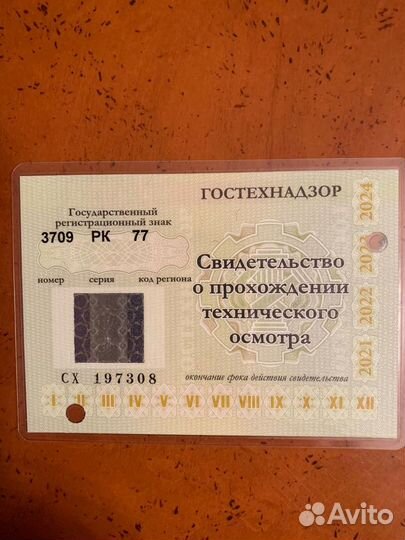 ГОСТЕХНАДЗОР
Государственный
регистрационный знак
3709 РК 77
номер серия код региона
Свидетельство
о прохождении
технического
осмотра
СХ 197308
окончание срока действия свидетельства
I II III IV V VI VII VIII IX X XI XII
2021 2022 2023 2024
Avito